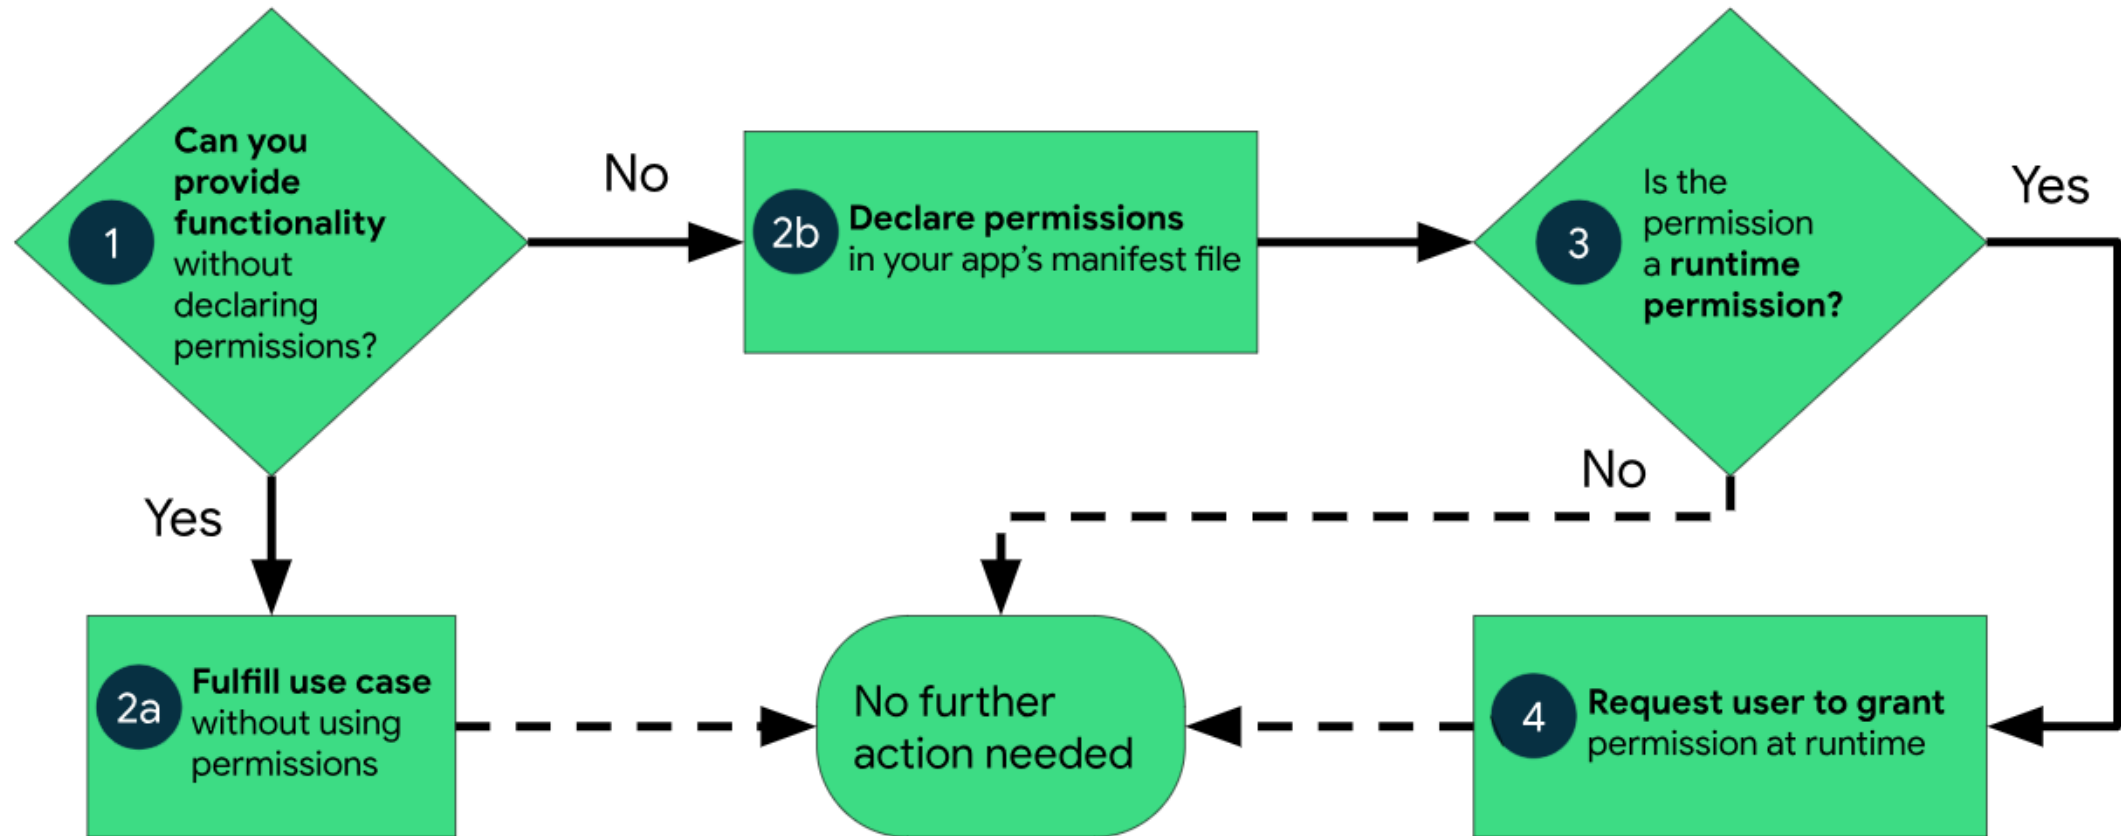 1
Can you
provide
functionality
without
declaring
permissions?
No
2b
Declare permissions
in your app's manifest file
3
Is the
permission
a runtime
permission?
Yes
No
Yes
2a
Fulfill use case
without using
permissions
No further
action needed
4
Request user to grant
permission at runtime